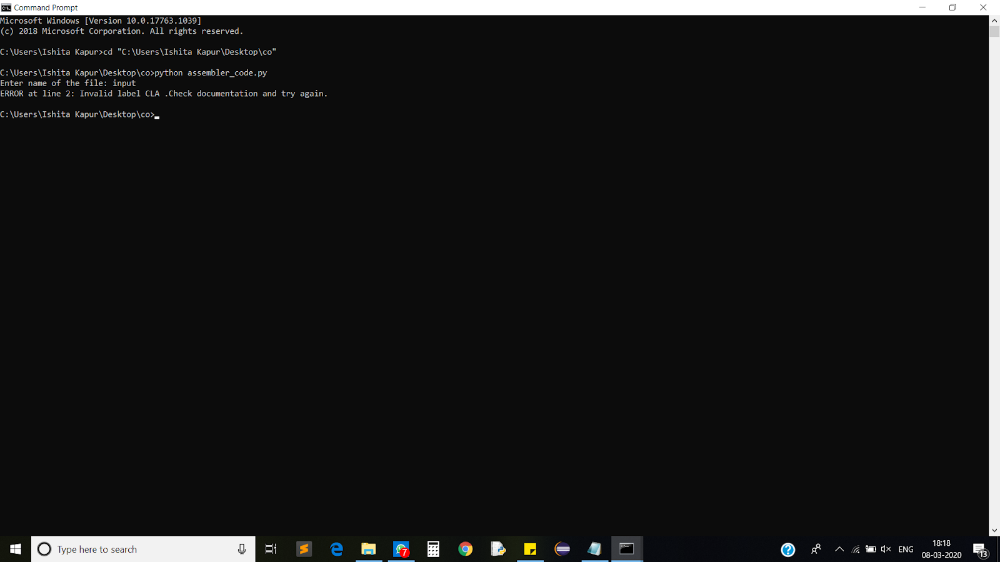 Command Prompt
Microsoft Windows [Version 10.0.17763.1039]
(c) 2018 Microsoft Corporation. All rights reserved.
C:\Users\Ishita Kapur>cd "C:\Users\Ishita Kapur\Desktop\co"
C:\Users\Ishita Kapur\Desktop\co>python assembler_code.py
Enter name of the file: input
ERROR at line 2: Invalid label CLA .Check documentation and try again.
C:\Users\Ishita Kapur\Desktop\co>
Type here to search
7
ENG
18:18
08-03-2020
13